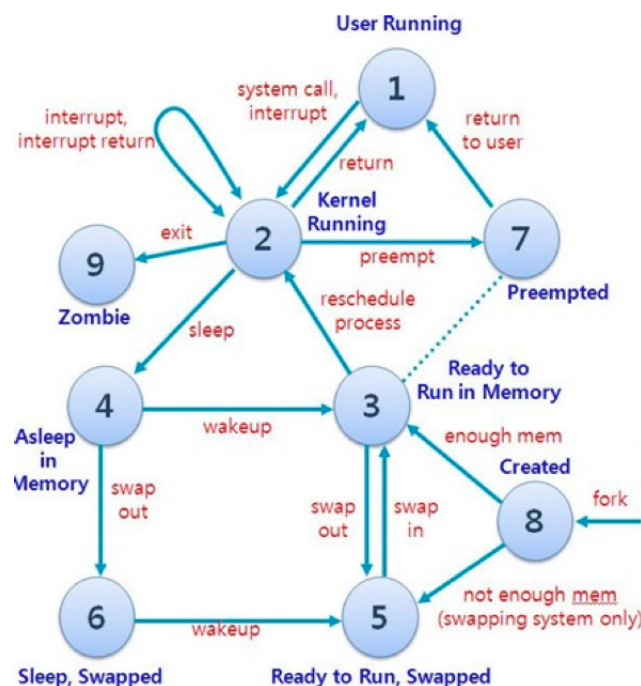 User Running
1
system call,
interrupt
interrupt,
interrupt return
return
return
to user
Kernel
Running
2
7
exit
preempt
9
Preempted
Zombie
reschedule
process
sleep
Ready to
Run in Memory
4
3
Asleep
in
Memory
wakeup
enough mem
Created
swap
out
swap
out
swap
in
8
fork
not enough mem
(swapping system only)
6
5
wakeup
Sleep, Swapped
Ready to Run, Swapped